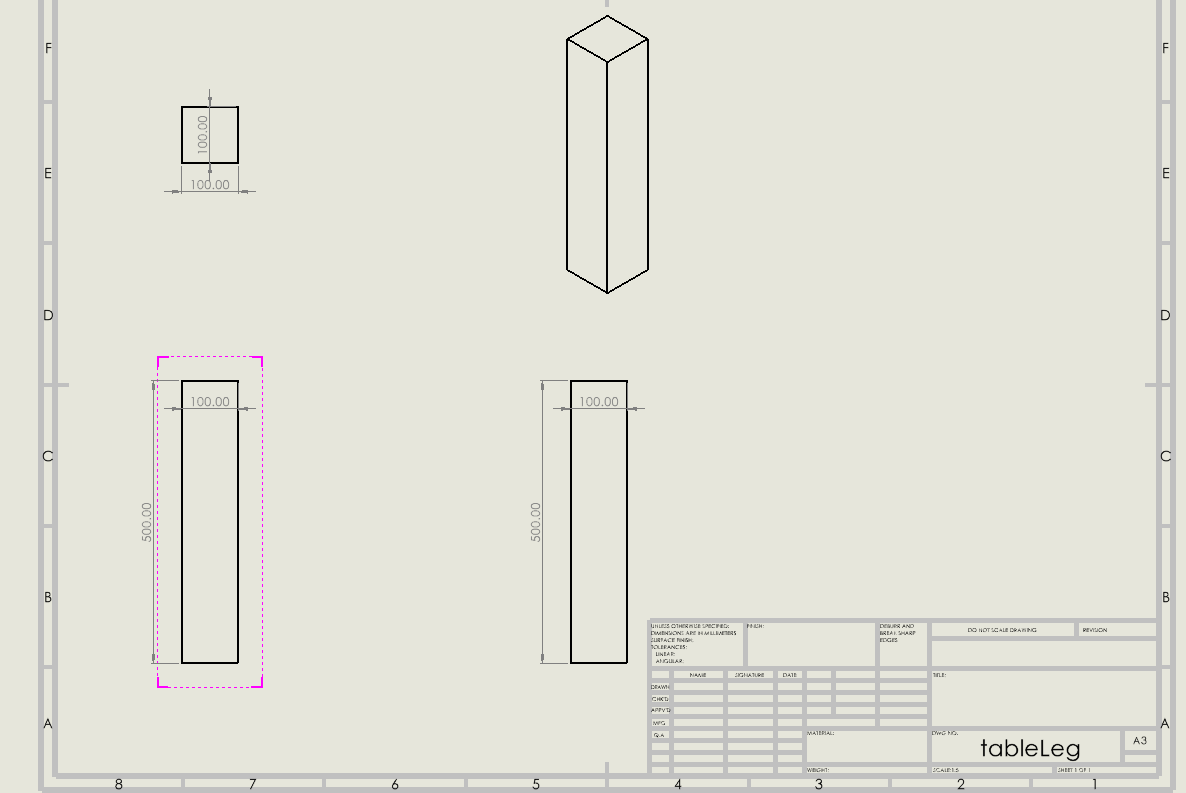 F
F
100.00
E
100.00
E
D
D
100.00
100.00
C
C
500.00
500.00
B
B
UNLESS OTHERWISE SPECIFIED:
DIMENSIONS ARE IN MILLIMETERS
SURFACE FINISH:
TOLERANCES:
LINEAR:
ANGULAR:
FINISH:
DEBURR AND
BREAK SHARP
EDGES
DO NOT SCALE DRAWING
REVISION
NAME
SIGNATURE
DATE
TITLE:
DRAWN
CHK'D
APPV'D
MFG
Q.A
A
A
MATERIAL:
DWG NO.
tableLeg
A3
WEIGHT:
SCALE:1:5
SHEET 1 OF 1
8
7
6
5
4
3
2
1